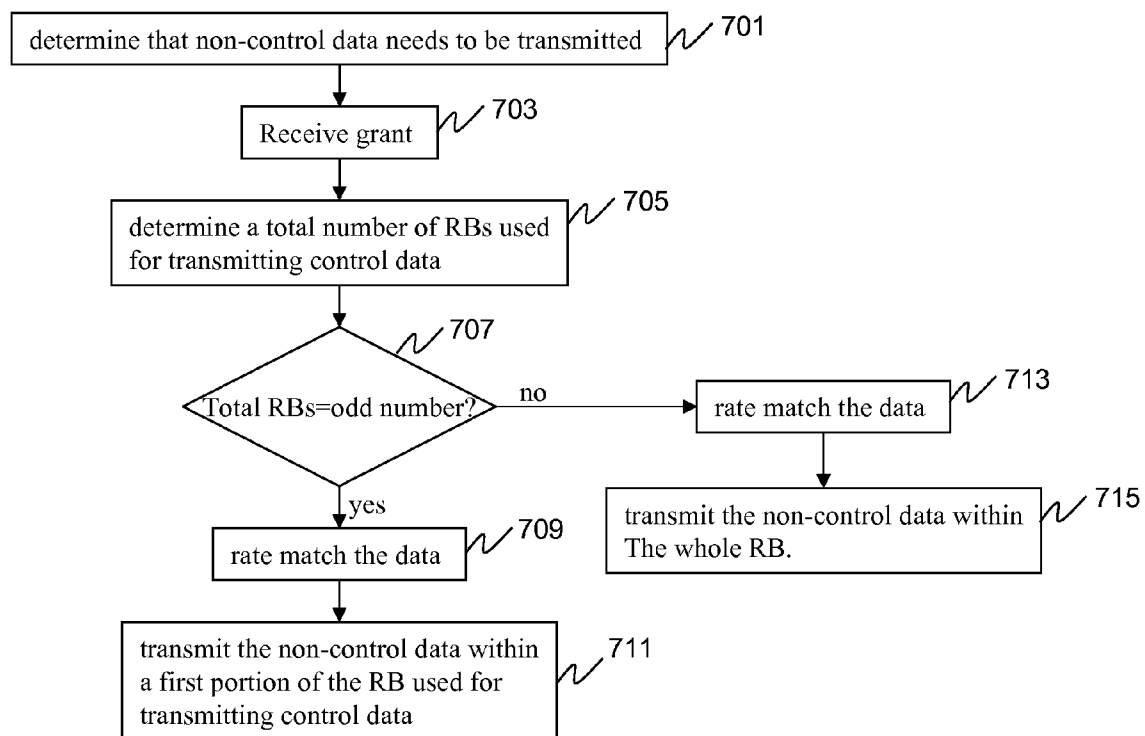 determine that non-control data needs to be transmitted
701
Receive grant
703
determine a total number of RBs used
for transmitting control data
705
Total RBs=odd number?
707
no
yes
rate match the data
713
transmit the non-control data within
The whole RB.
715
rate match the data
709
transmit the non-control data within
a first portion of the RB used for
transmitting control data
711